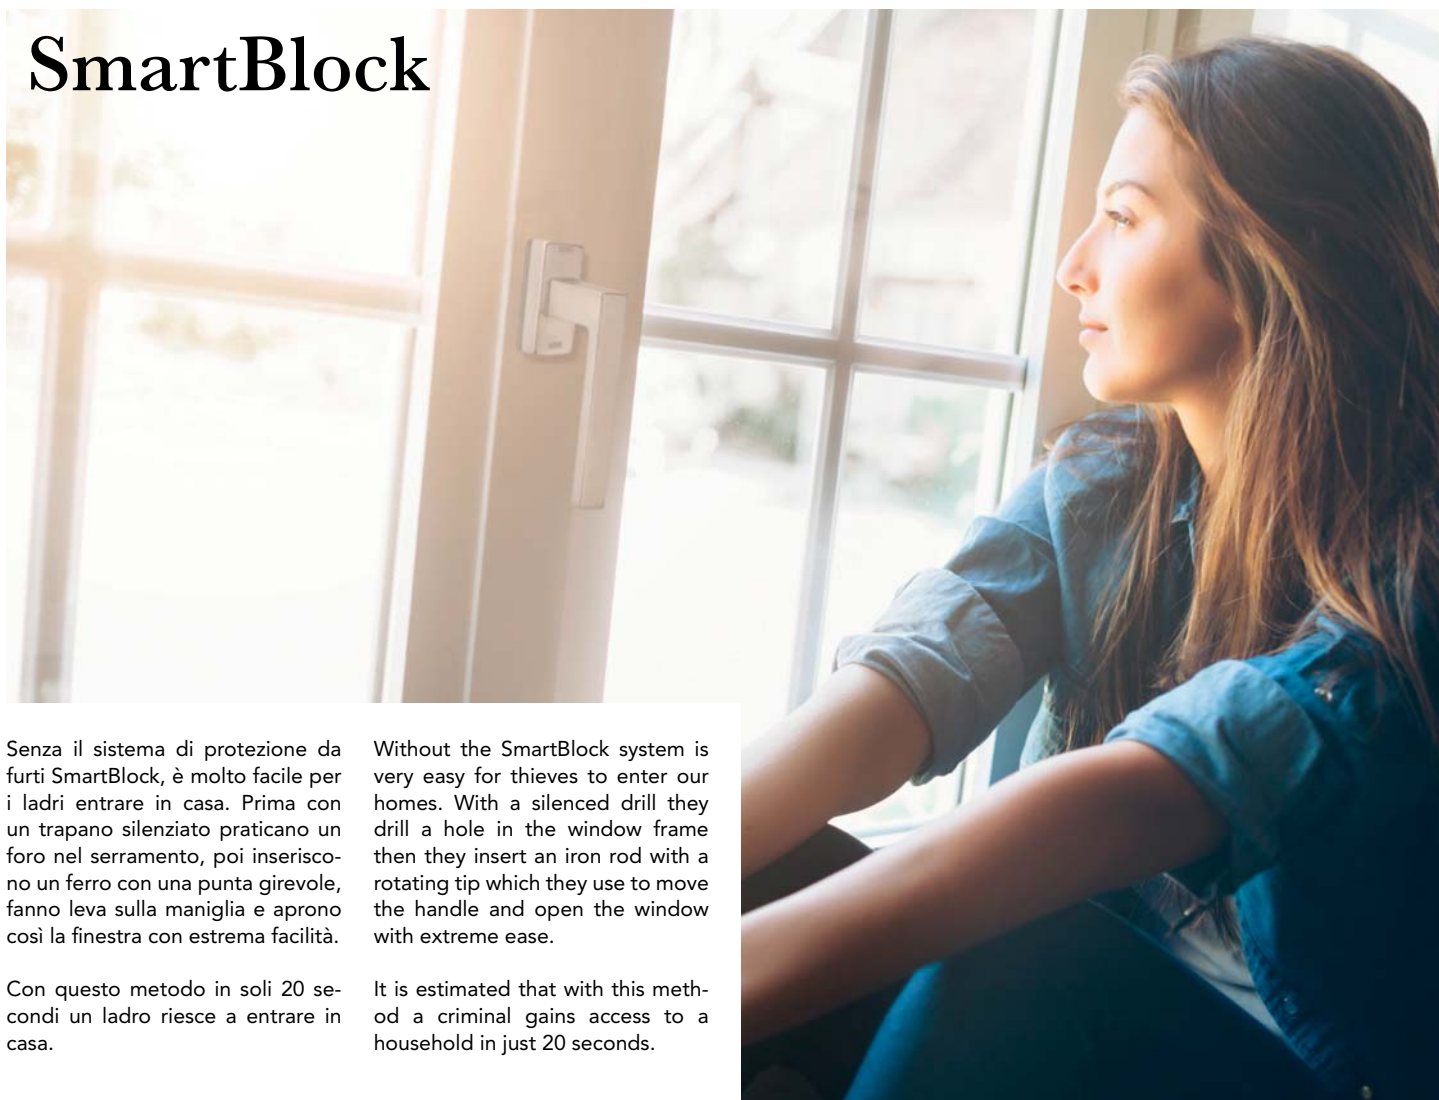 SmartBlock
Senza il sistema di protezione da
furti SmartBlock, è molto facile per
i ladri entrare in casa. Prima con
un trapano silenziato praticano un
foro nel serramento, poi inserisco-
no un ferro con una punta girevole,
fanno leva sulla maniglia e aprono
così la finestra con estrema facilità.
Con questo metodo in soli 20 se-
condi un ladro riesce a entrare in
casa.
Without the SmartBlock system is
very easy for thieves to enter our
homes. With a silenced drill they
drill a hole in the window frame
then they insert an iron rod with a
rotating tip which they use to move
the handle and open the window
with extreme ease.
It is estimated that with this meth-
od a criminal gains access to a
household in just 20 seconds.